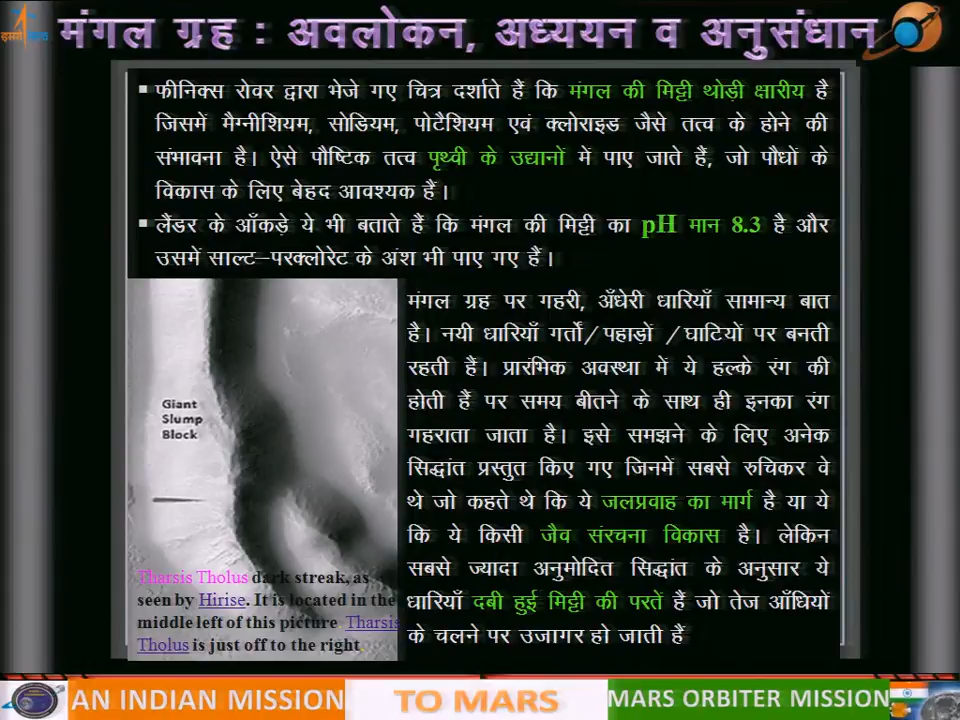 मंगल ग्रह : अवलोकन, अध्ययन व अनुसंधान
फीनिक्स रोवर द्वारा भेजे गए चित्र दर्शाते हैं कि मंगल की मिट्टी थोड़ी क्षारीय है
जिसमें मैग्नीशियम, सोडियम, पोटैशियम एवं क्लोराइड जैसे तत्व के होने की
संभावना है। ऐसे पौष्टिक तत्व पृथ्वी के उद्यानों में पाए जाते हैं, जो पौधों के
विकास के लिए बेहद आवश्यक हैं।
लैंडर के आँकड़े ये भी बताते हैं कि मंगल की मिट्टी का pH मान 8.3 है और
उसमें साल्ट–परक्लोरेट के अंश भी पाए गए हैं।
मंगल ग्रह पर गहरी, अँधेरी धारियाँ सामान्य बात
है। नयी धारियाँ गर्तों/पहाड़ों /घाटियों पर बनती
रहती हैं। प्रारंभिक अवस्था में ये हल्के रंग की
होती हैं पर समय बीतने के साथ ही इनका रंग
गहराता जाता है। इसे समझने के लिए अनेक
सिद्धांत प्रस्तुत किए गए जिनमें सबसे रुचिकर वे
थे जो कहते थे कि ये जलप्रवाह का मार्ग है या ये
कि ये किसी जैव संरचना विकास है। लेकिन
सबसे ज्यादा अनुमोदित सिद्धांत के अनुसार ये
धारियाँ दबी हुई मिट्टी की परतें हैं जो तेज आँधियों
के चलने पर उजागर हो जाती हैं
Giant
Slump
Block
Tharsis Tholus dark streak, as
seen by Hirise. It is located in the
middle left of this picture Tharsis
Tholus is just off to the right
AN INDIAN MISSION TO MARS MARS ORBITER MISSION